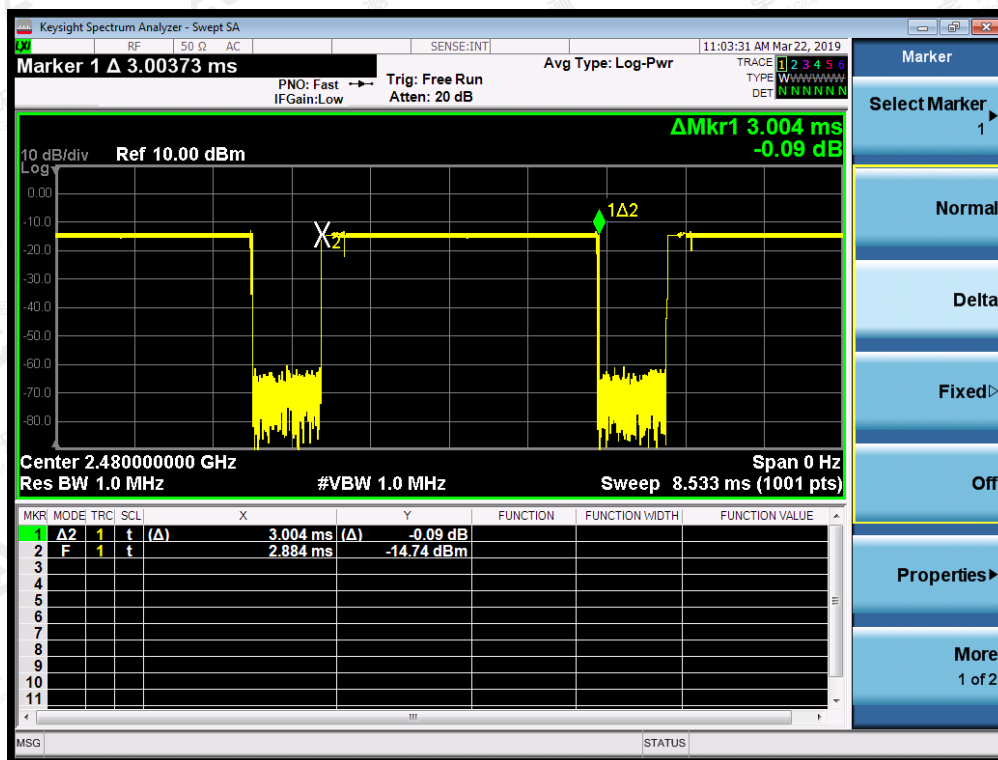 Keysight Spectrum Analyzer - Swept SA
LXI RF 50 Ω AC SENSE:INT 11:03:31 AM Mar 22, 2019
Marker 1 Δ 3.00373 ms
PNO: Fast
IFGain:Low
Trig: Free Run
Atten: 20 dB
Avg Type: Log-Pwr
TRACE 1 2 3 4 5 6
TYPE WWWWWW
DET N N N N N N
ΔMkr1 3.004 ms
-0.09 dB
10 dB/div Ref 10.00 dBm
Log
0.00
-10.0
-20.0
-30.0
-40.0
-50.0
-60.0
-70.0
-80.0
1Δ2
2
Center 2.480000000 GHz Span 0 Hz
Res BW 1.0 MHz #VBW 1.0 MHz Sweep 8.533 ms (1001 pts)
MKR MODE TRC SCL X Y FUNCTION FUNCTION WIDTH FUNCTION VALUE
1 Δ2 1 t (Δ) 3.004 ms (Δ) -0.09 dB
2 F 1 t 2.884 ms -14.74 dBm
3
4
5
6
7
8
9
10
11
MSG STATUS
Marker
Select Marker
1
Normal
Delta
Fixed
Off
Properties
More
1 of 2